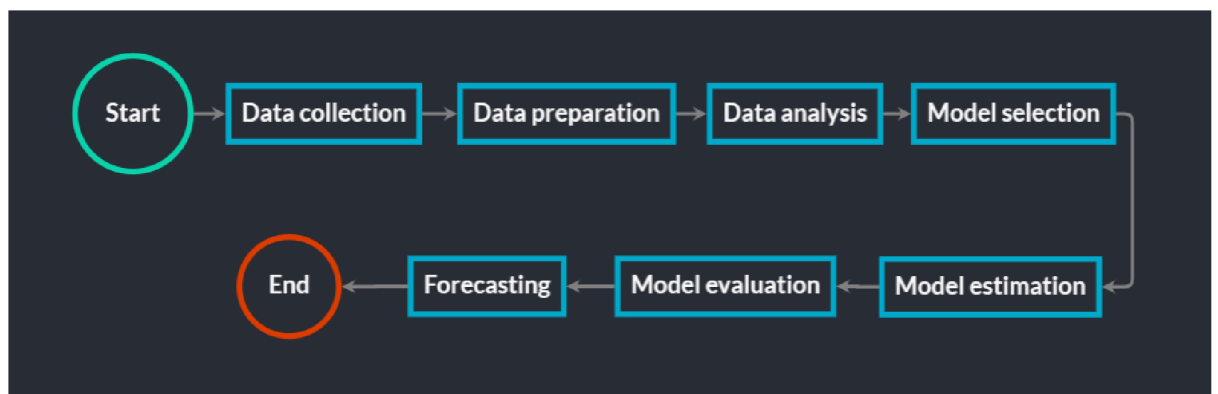 Start
Data collection
Data preparation
Data analysis
Model selection
Model estimation
Model evaluation
Forecasting
End